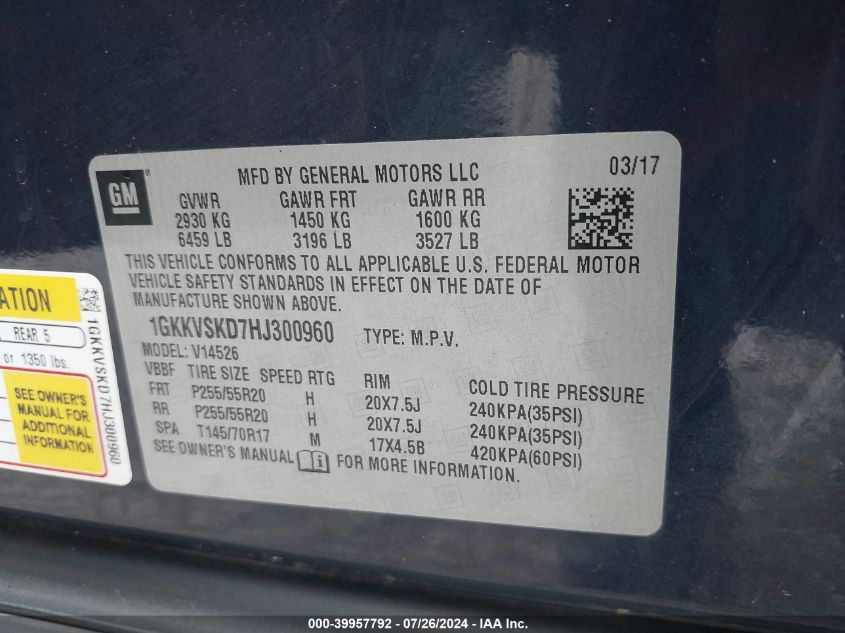 GM
MFD BY GENERAL MOTORS LLC
03/17
GVWR GAWR FRT GAWR RR
2930 KG 1450 KG 1600 KG
6459 LB 3196 LB 3527 LB
THIS VEHICLE CONFORMS TO ALL APPLICABLE U.S. FEDERAL MOTOR
VEHICLE SAFETY STANDARDS IN EFFECT ON THE DATE OF
MANUFACTURE SHOWN ABOVE.
1GKKVSKD7HJ300960 TYPE: M.P.V.
MODEL: V14526
VBBF TIRE SIZE SPEED RTG RIM COLD TIRE PRESSURE
FRT P255/55R20 H 20X7.5J 240KPA(35PSI)
RR P255/55R20 H 20X7.5J 240KPA(35PSI)
SPA T145/70R17 M 17X4.5B 420KPA(60PSI)
SEE OWNER'S MANUAL FOR MORE INFORMATION.
REAR 5
or 1350 lbs.
SEE OWNER'S
MANUAL FOR
ADDITIONAL
INFORMATION
1GKKVSKD7HJ300960
000-39957792 - 07/26/2024 - IAA Inc.